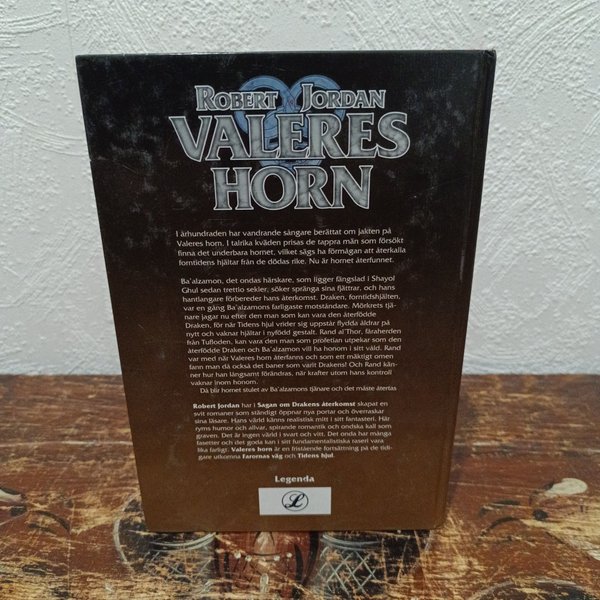 ROBERT JORDAN
VALERES
HORN
I århundraden har vandrande sångare berättat om jakten på
Valeres horn. I talrika kväden prisas de tappra män som försökt
finna det underbara hornet, vilket sägs ha förmågan att återkalla
forntidens hjältar från de dödas rike. Nu är hornet återfunnet.
Ba'alzamon, det ondas härskare, som ligger fängslad i Shayol
Ghul sedan trettio sekler, söker spränga sina fjättrar, och hans
hantlangare förbereder hans återkomst. Draken, forntidshjälten,
var en gång Ba'alzamons farligaste motståndare. Mörkrets tjä-
nare jagar nu efter den man som kan vara den återfödde
Draken, för när Tidens hjul vrider sig uppstår flydda åldrar på
nytt och vaknar hjältar i nyfödd gestalt. Rand al'Thor, fåraherden
från Tufloden, kan vara den man som profetian utpekar som den
återfödde Draken och Ba'alzamon vill ha honom i sitt våld. Rand
var med när Valeres horn återfanns och som ett mäktigt omen
fann man då också det baner som varit Drakens! Och Rand kän-
ner hur han långsamt förändras, när krafter utom hans kontroll
vaknar inom honom.
Då blir hornet stulet av Ba'alzamons tjänare och det måste återtas
Robert Jordan har i Sagan om Drakens återkomst skapat en
svit romaner som ständigt öppnar nya portar och överraskar
sina läsare. Hans värld känns realistisk mitt i sitt fantasteri. Här
ryms humor och allvar, spirande romantik och ondska kall som
graven. Det är ingen värld i svart och vitt. Det onda har många
fasetter och det goda kan i sitt fundamentalistiska raseri vara
lika farligt. Valeres horn är en fristående fortsättning på de tidi-
gare utkomna Farornas väg och Tidens hjul.
Legenda
L